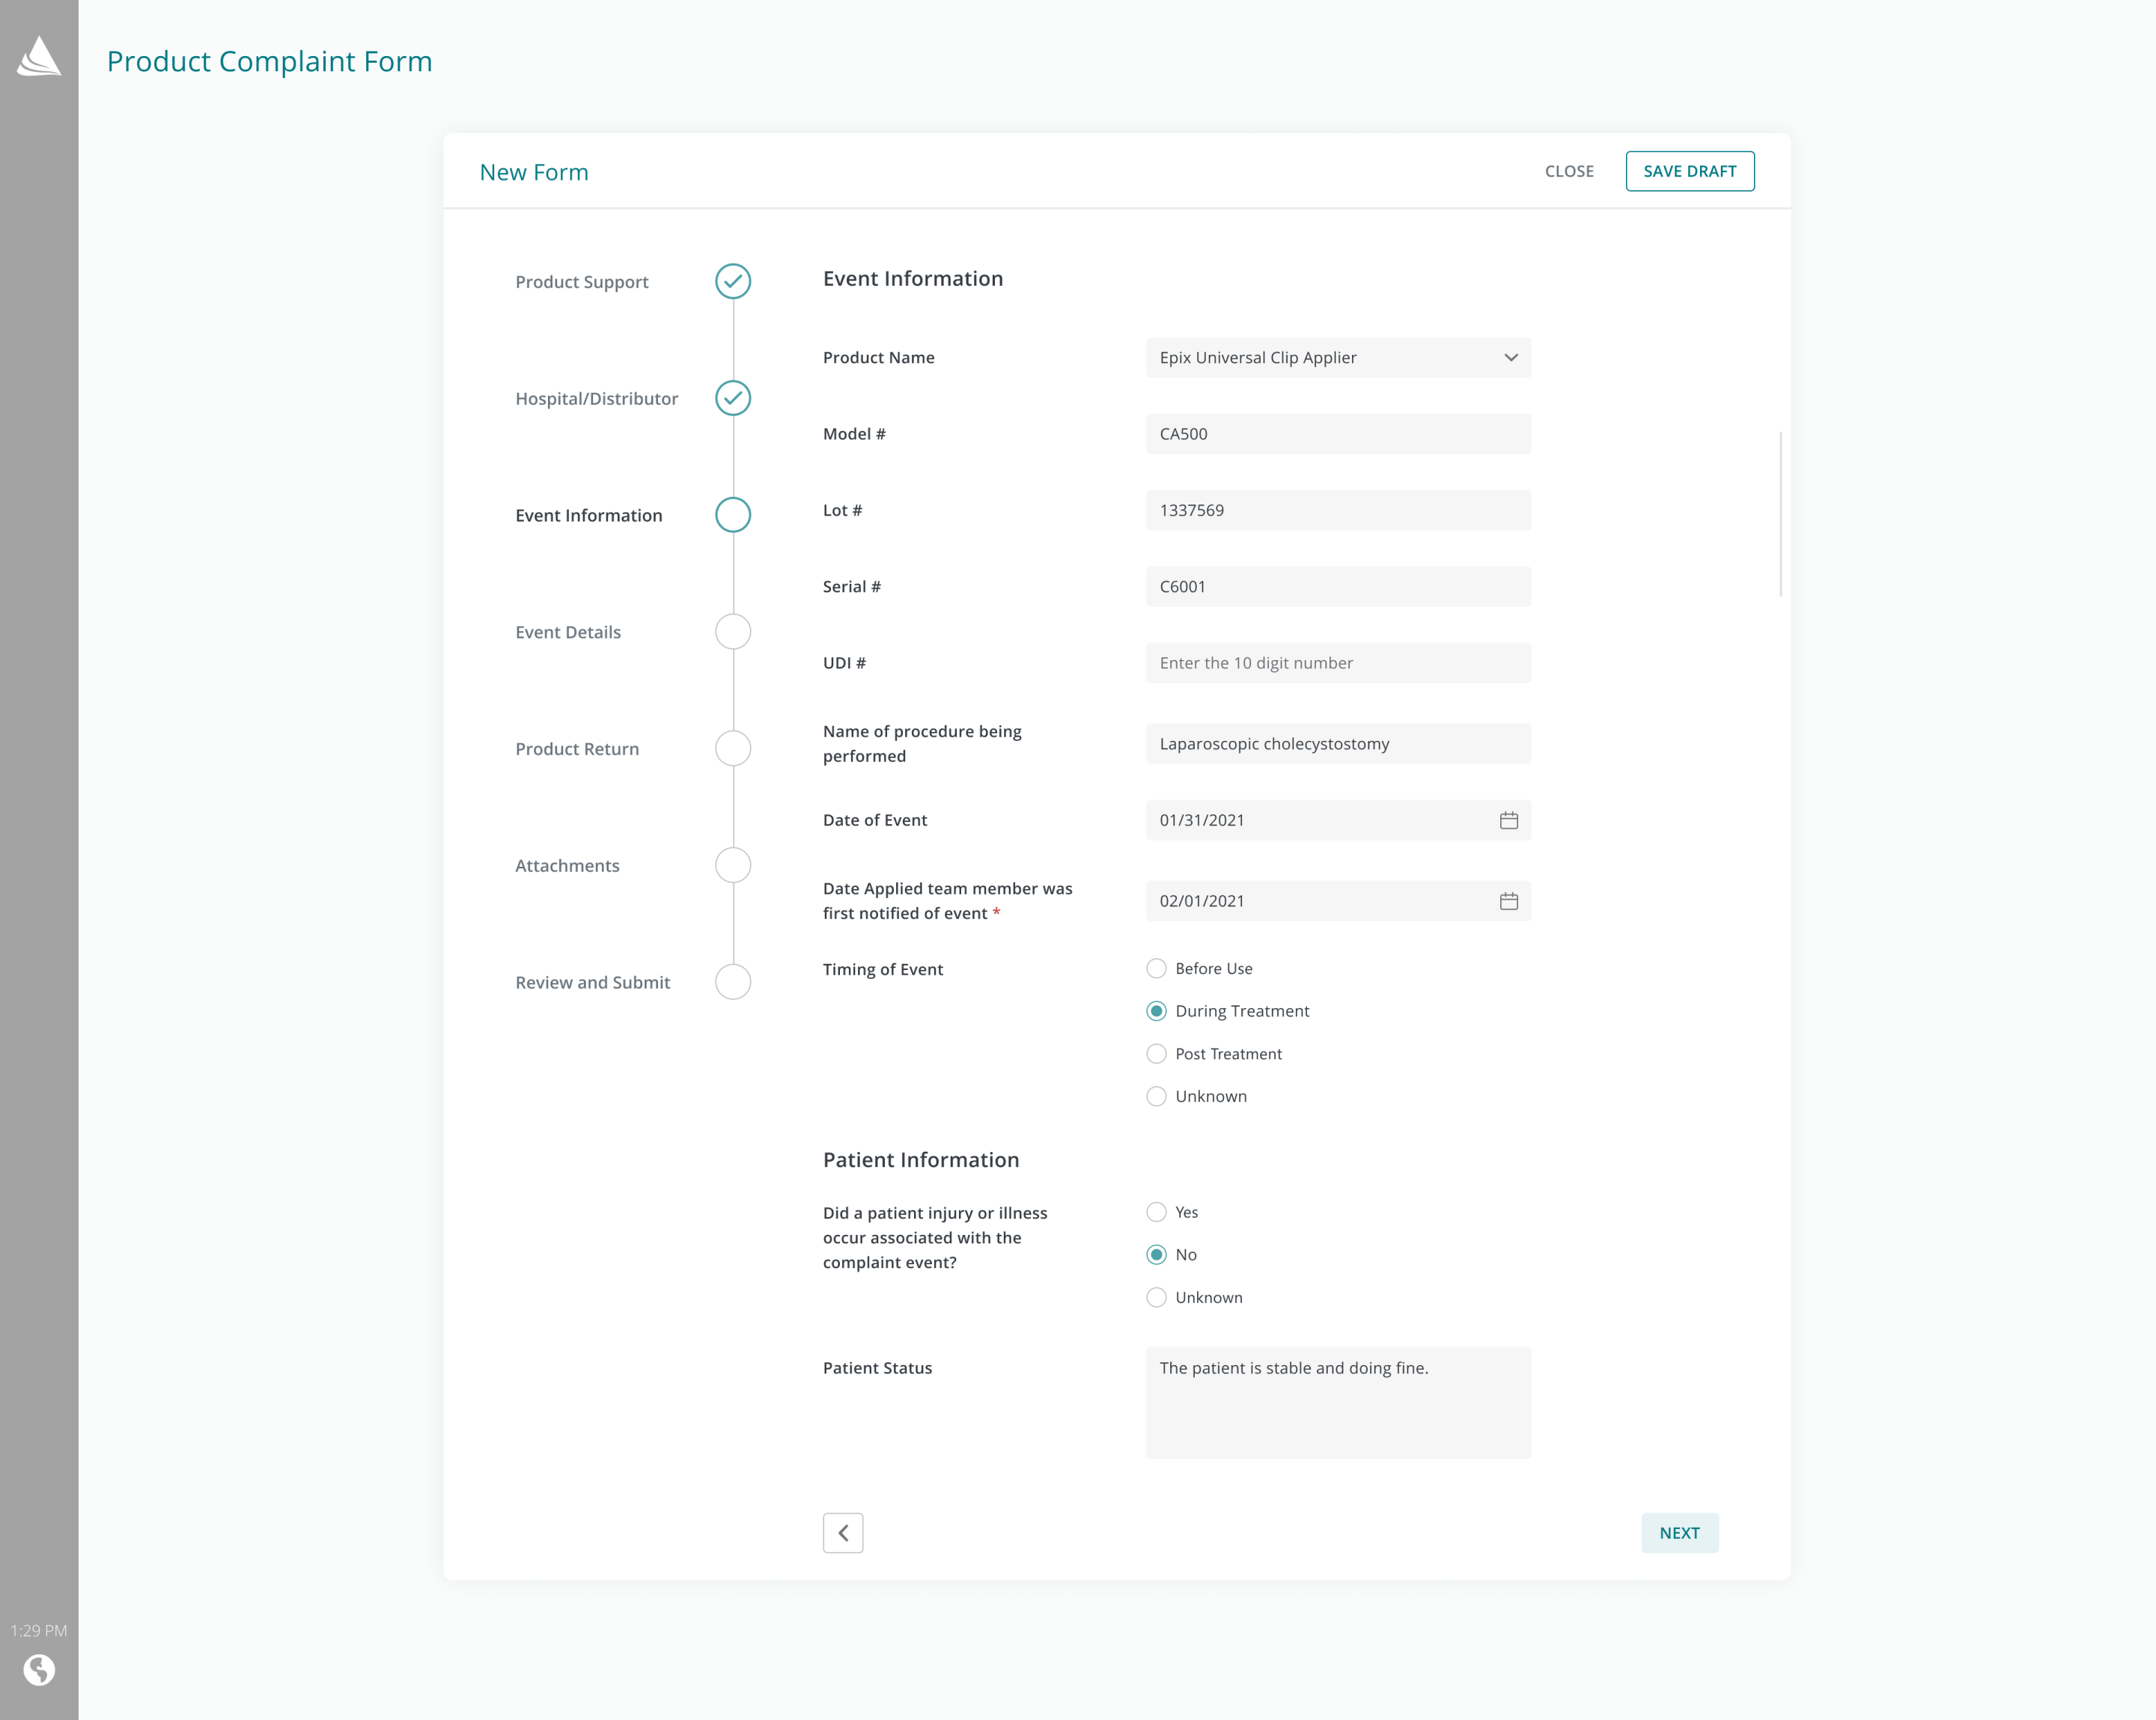 Product Complaint Form
New Form
CLOSE
SAVE DRAFT
Product Support
Hospital/Distributor
Event Information
Event Details
Product Return
Attachments
Review and Submit
Event Information
Product Name
Epix Universal Clip Applier
Model #
CA500
Lot #
1337569
Serial #
C6001
UDI #
Enter the 10 digit number
Name of procedure being
performed
Laparoscopic cholecystostomy
Date of Event
01/31/2021
Date Applied team member was
first notified of event *
02/01/2021
Timing of Event
Before Use
During Treatment
Post Treatment
Unknown
Patient Information
Did a patient injury or illness
occur associated with the
complaint event?
Yes
No
Unknown
Patient Status
The patient is stable and doing fine.
NEXT
1:29 PM